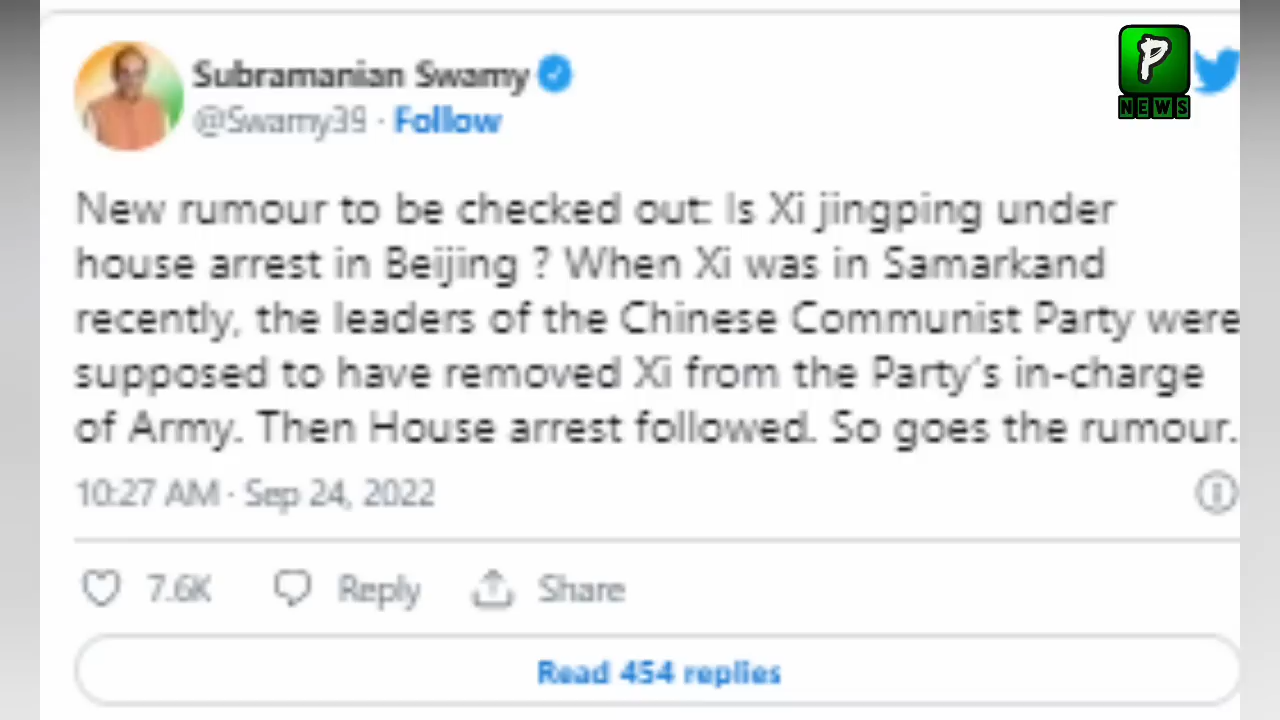 Subramanian Swamy
@Swamy39 · Follow
P
NEWS
New rumour to be checked out: Is Xi jingping under
house arrest in Beijing ? When Xi was in Samarkand
recently, the leaders of the Chinese Communist Party were
supposed to have removed Xi from the Party’s in-charge
of Army. Then House arrest followed. So goes the rumour.
10:27 AM · Sep 24, 2022
7.6K Reply Share
Read 454 replies